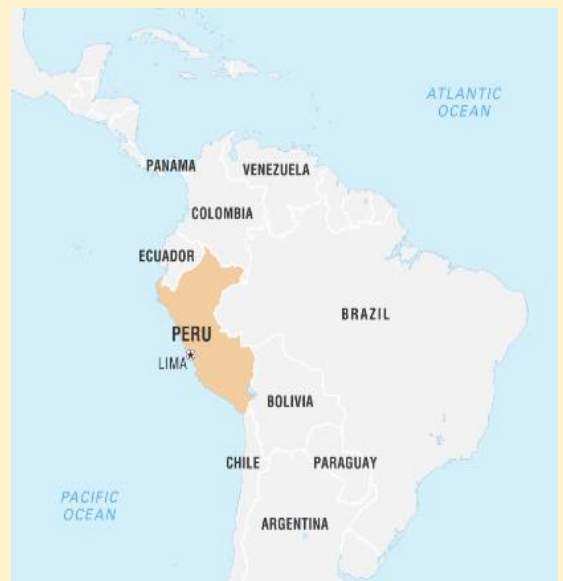 ATLANTIC
OCEAN
PANAMA
VENEZUELA
COLOMBIA
ECUADOR
BRAZIL
PERU
LIMA
BOLIVIA
CHILE
PARAGUAY
PACIFIC
OCEAN
ARGENTINA